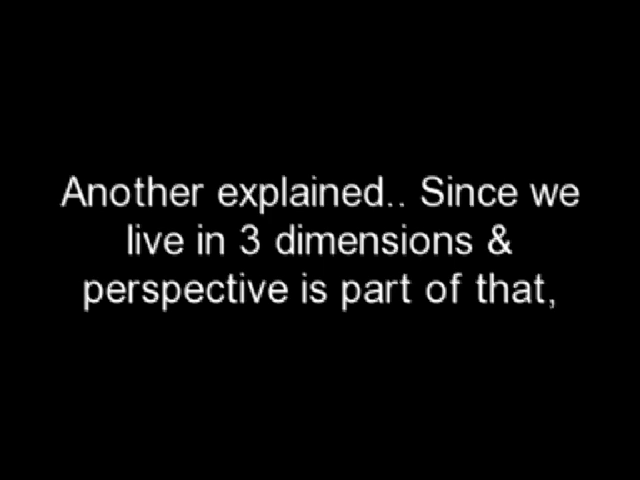 Another explained.. Since we
live in 3 dimensions &
perspective is part of that,